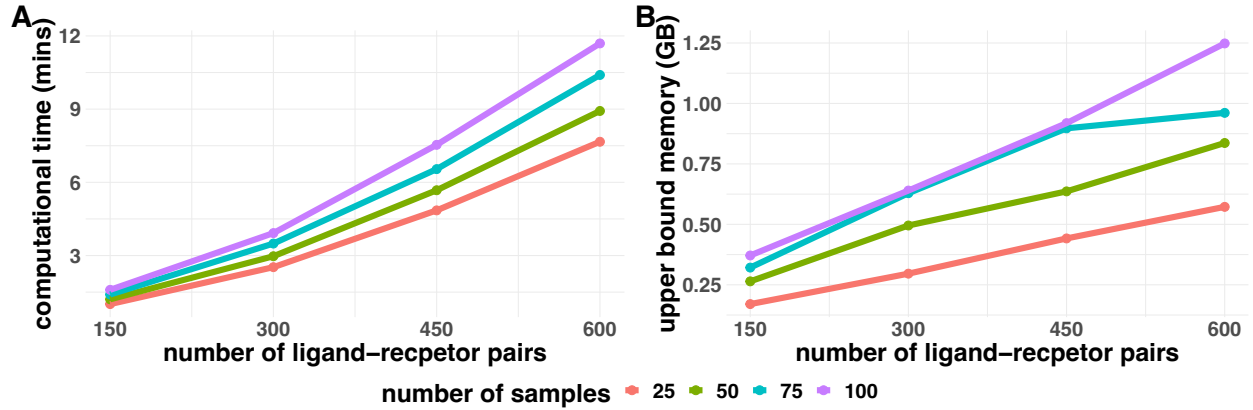 A
computational time (mins)
12
9
6
3
150 300 450 600
number of ligand−recpetor pairs
B
upper bound memory (GB)
1.25
1.00
0.75
0.50
0.25
150 300 450 600
number of ligand−recpetor pairs
number of samples 25 50 75 100